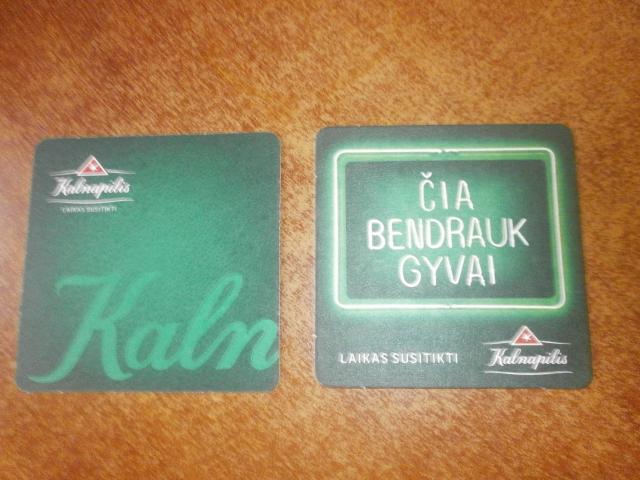 Kalnapilis
LAIKAS SUSITIKTI
Kaln
ČIA
BENDRAUK
GYVAI
LAIKAS SUSITIKTI
Kalnapilis